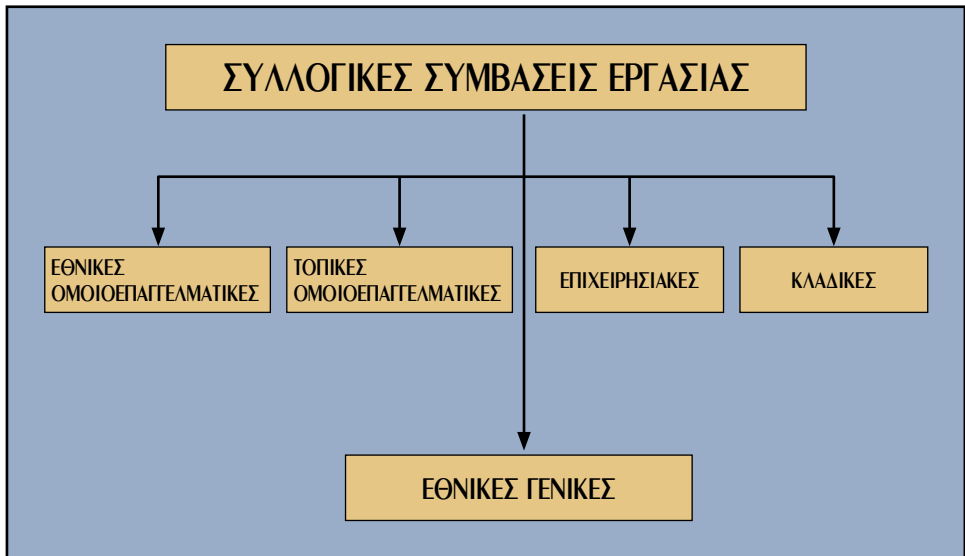 ΣΥΛΛΟΓΙΚΕΣ ΣΥΜΒΑΣΕΙΣ ΕΡΓΑΣΙΑΣ
ΕΘΝΙΚΕΣ
ΟΜΟΙΟΕΠΑΓΓΕΛΜΑΤΙΚΕΣ
ΤΟΠΙΚΕΣ
ΟΜΟΙΟΕΠΑΓΓΕΛΜΑΤΙΚΕΣ
ΕΠΙΧΕΙΡΗΣΙΑΚΕΣ
ΚΛΑΔΙΚΕΣ
ΕΘΝΙΚΕΣ ΓΕΝΙΚΕΣ